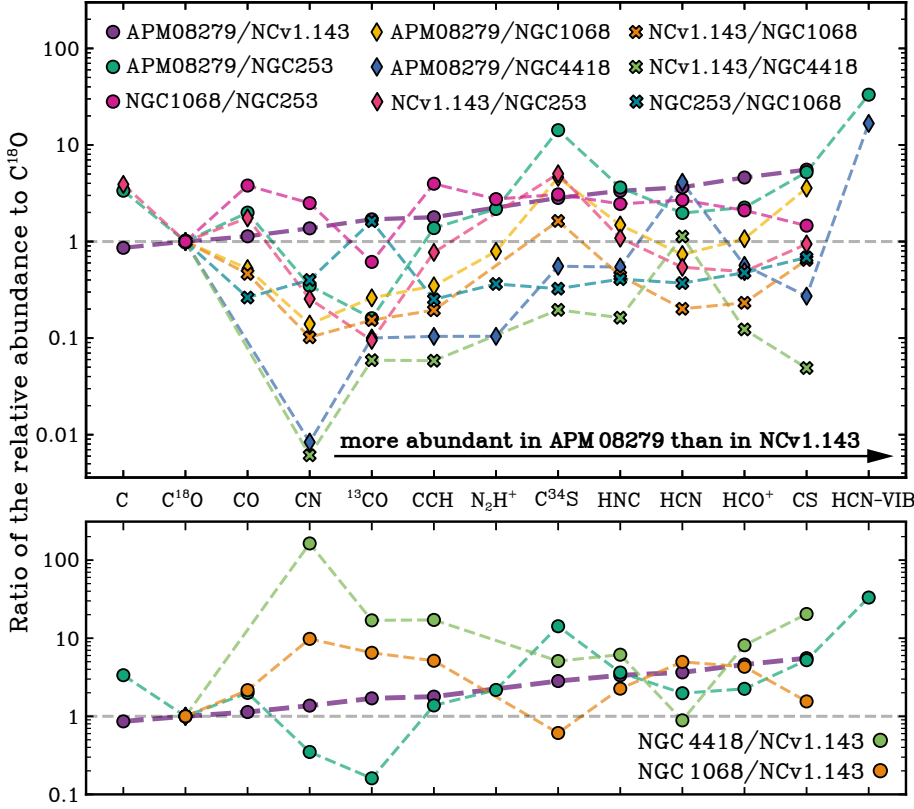 Ratio of the relative abundance to C¹⁸O
100
10
1
0.1
0.01
APM08279/NCv1.143
APM08279/NGC253
NGC1068/NGC253
APM08279/NGC1068
APM08279/NGC4418
NCv1.143/NGC253
NCv1.143/NGC1068
NCv1.143/NGC4418
NGC253/NGC1068
more abundant in APM 08279 than in NCv1.143
C C¹⁸O CO CN ¹³CO CCH N₂H⁺ C³⁴S HNC HCN HCO⁺ CS HCN-VIB
100
10
1
0.1
NGC 4418/NCv1.143
NGC 1068/NCv1.143